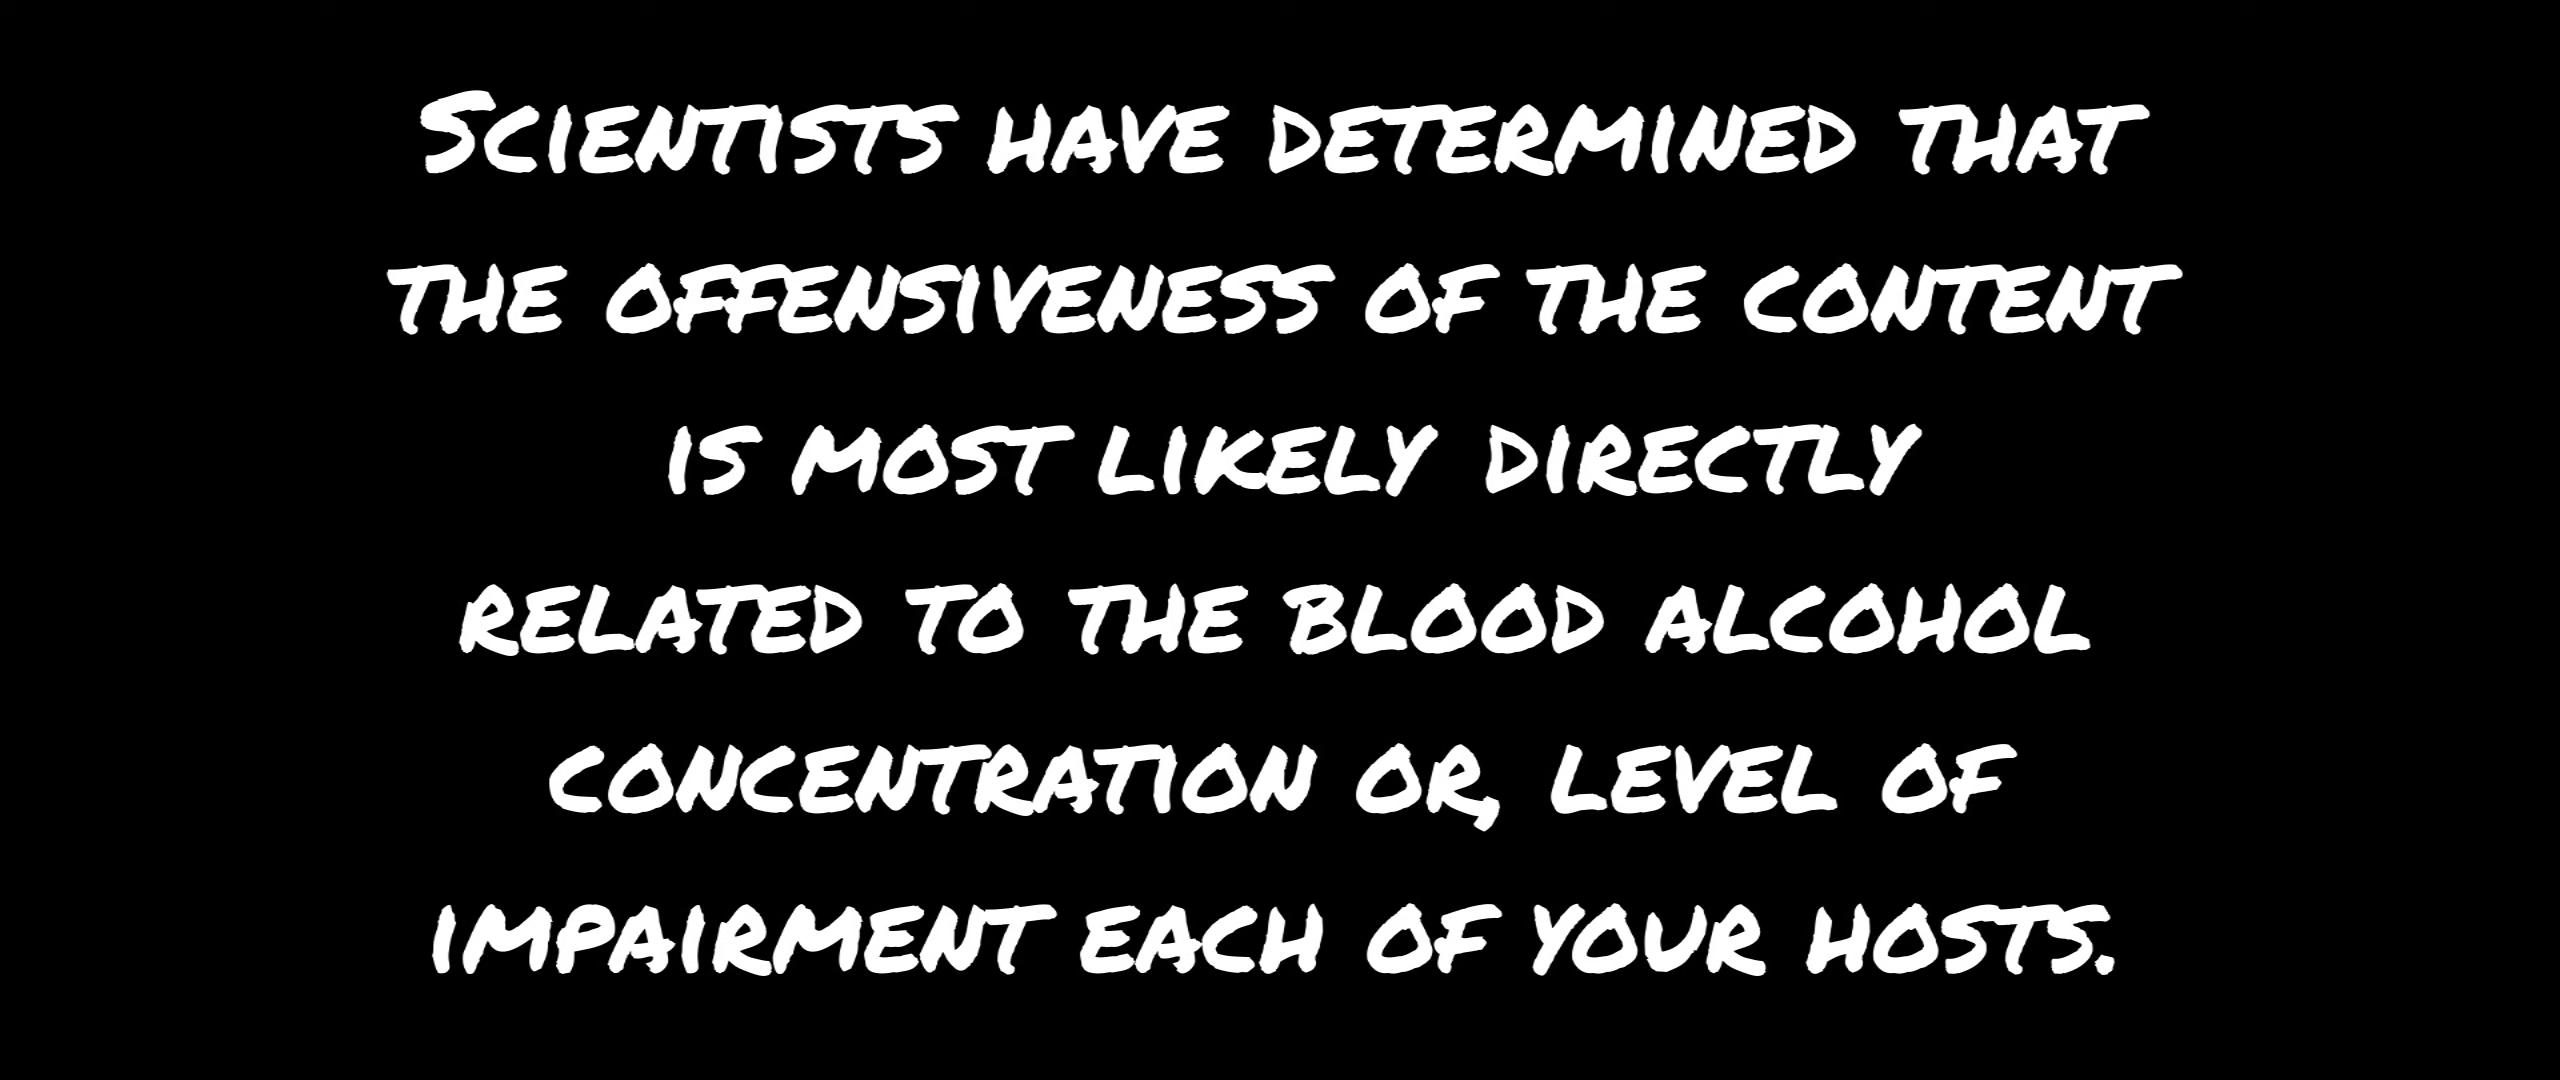 Scientists have determined that
the offensiveness of the content
is most likely directly
related to the blood alcohol
concentration or, level of
impairment each of your hosts.